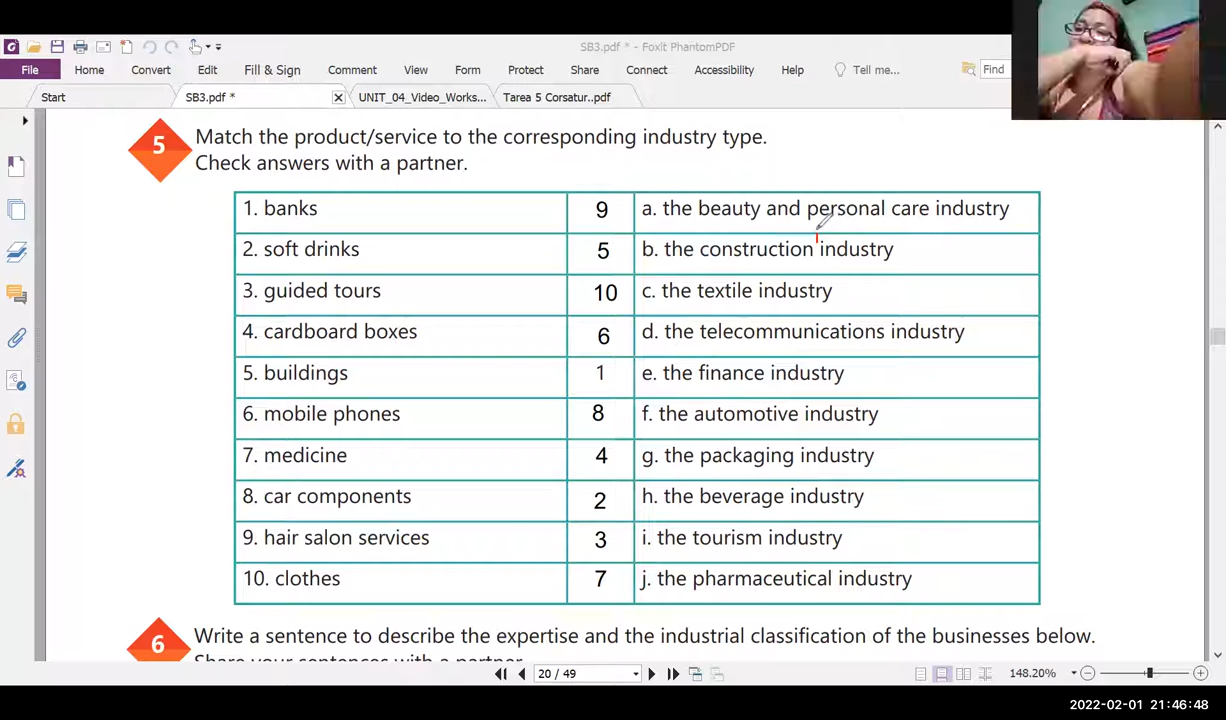 SB3.pdf * - Foxit PhantomPDF
File Home Convert Edit Fill & Sign Comment View Form Protect Share Connect Accessibility Help Tell me... Find
Start SB3.pdf * UNIT_04_Video_Works... Tarea 5 Corsatur...pdf
5 Match the product/service to the corresponding industry type.
Check answers with a partner.
1. banks 9 a. the beauty and personal care industry
2. soft drinks 5 b. the construction industry
3. guided tours 10 c. the textile industry
4. cardboard boxes 6 d. the telecommunications industry
5. buildings 1 e. the finance industry
6. mobile phones 8 f. the automotive industry
7. medicine 4 g. the packaging industry
8. car components 2 h. the beverage industry
9. hair salon services 3 i. the tourism industry
10. clothes 7 j. the pharmaceutical industry
6 Write a sentence to describe the expertise and the industrial classification of the businesses below.
Share your sentences with a partner
20 / 49 148.20%
2022-02-01 21:46:48